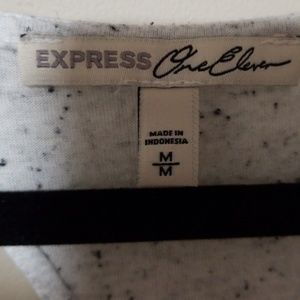 EXPRESS One Eleven
MADE IN
INDONESIA
M
M